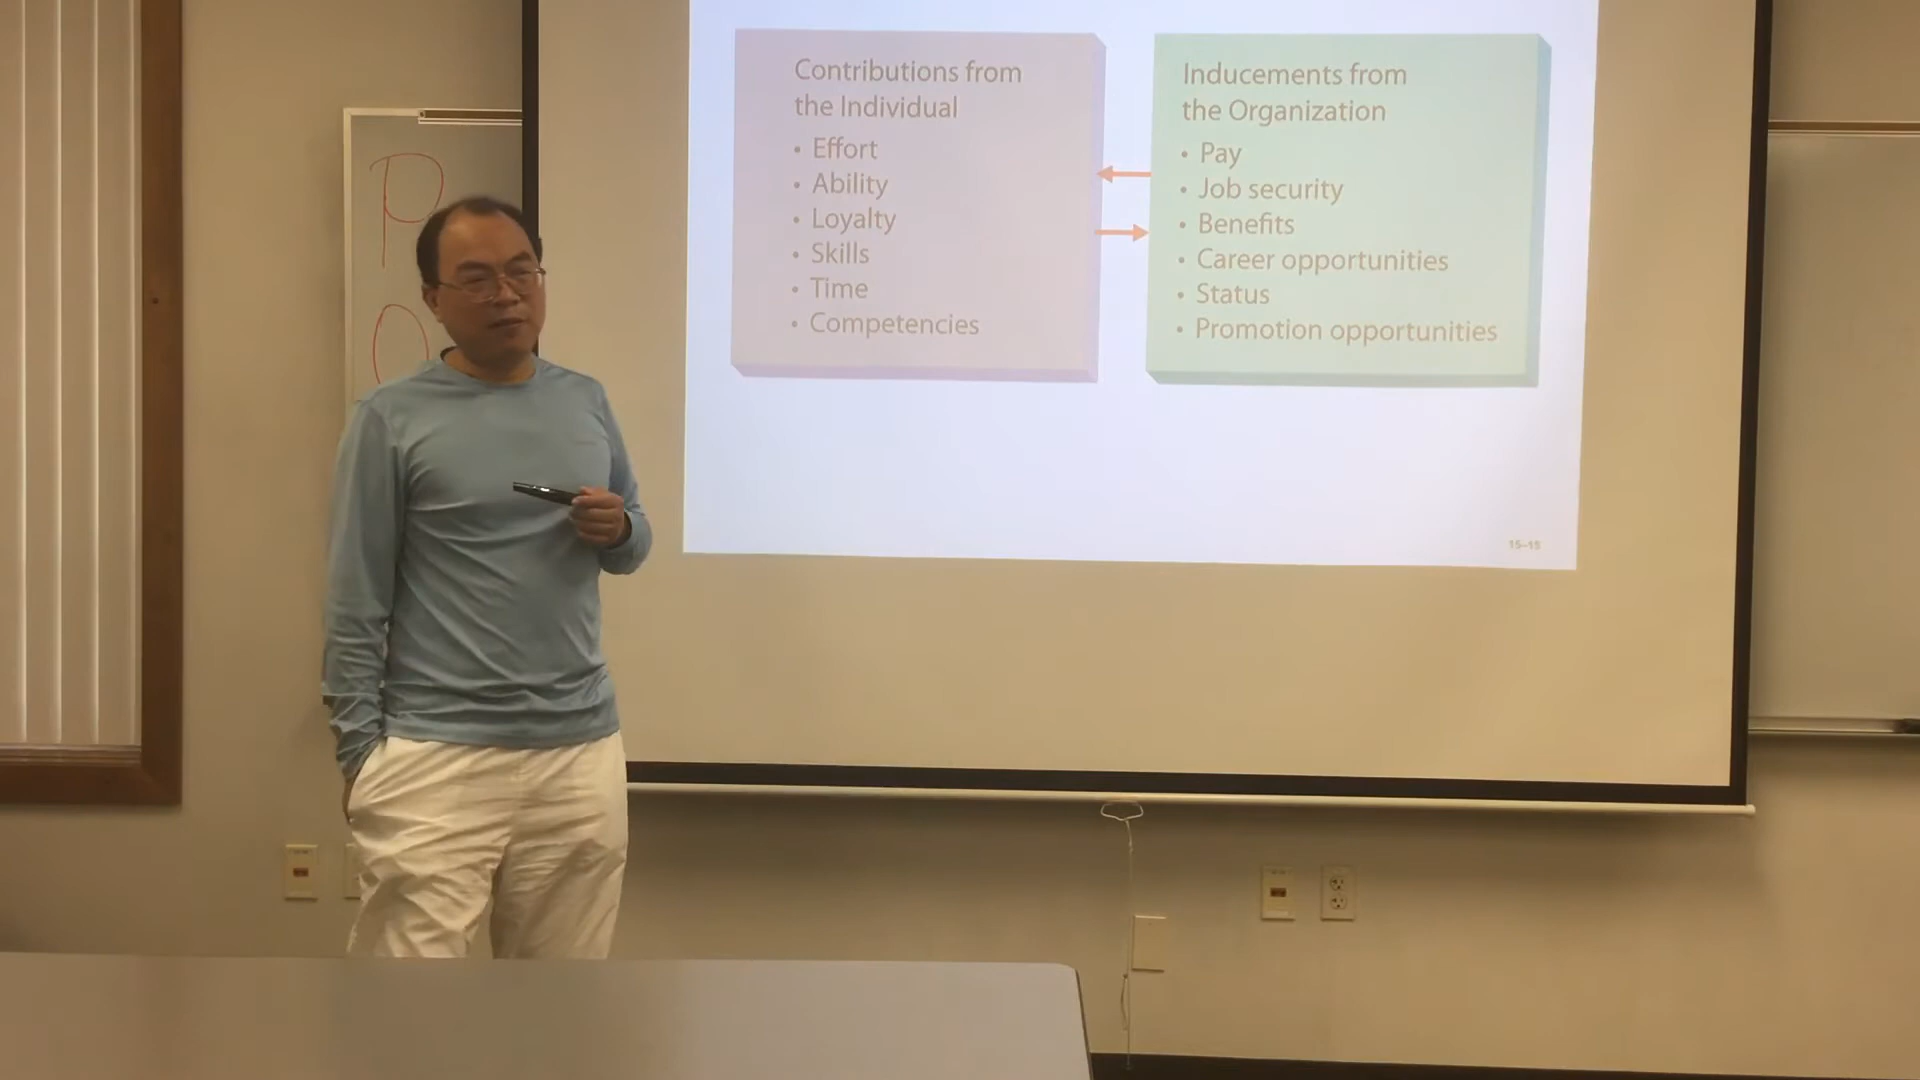 P
O
Contributions from
the Individual
• Effort
• Ability
• Loyalty
• Skills
• Time
• Competencies
Inducements from
the Organization
• Pay
• Job security
• Benefits
• Career opportunities
• Status
• Promotion opportunities
15–15